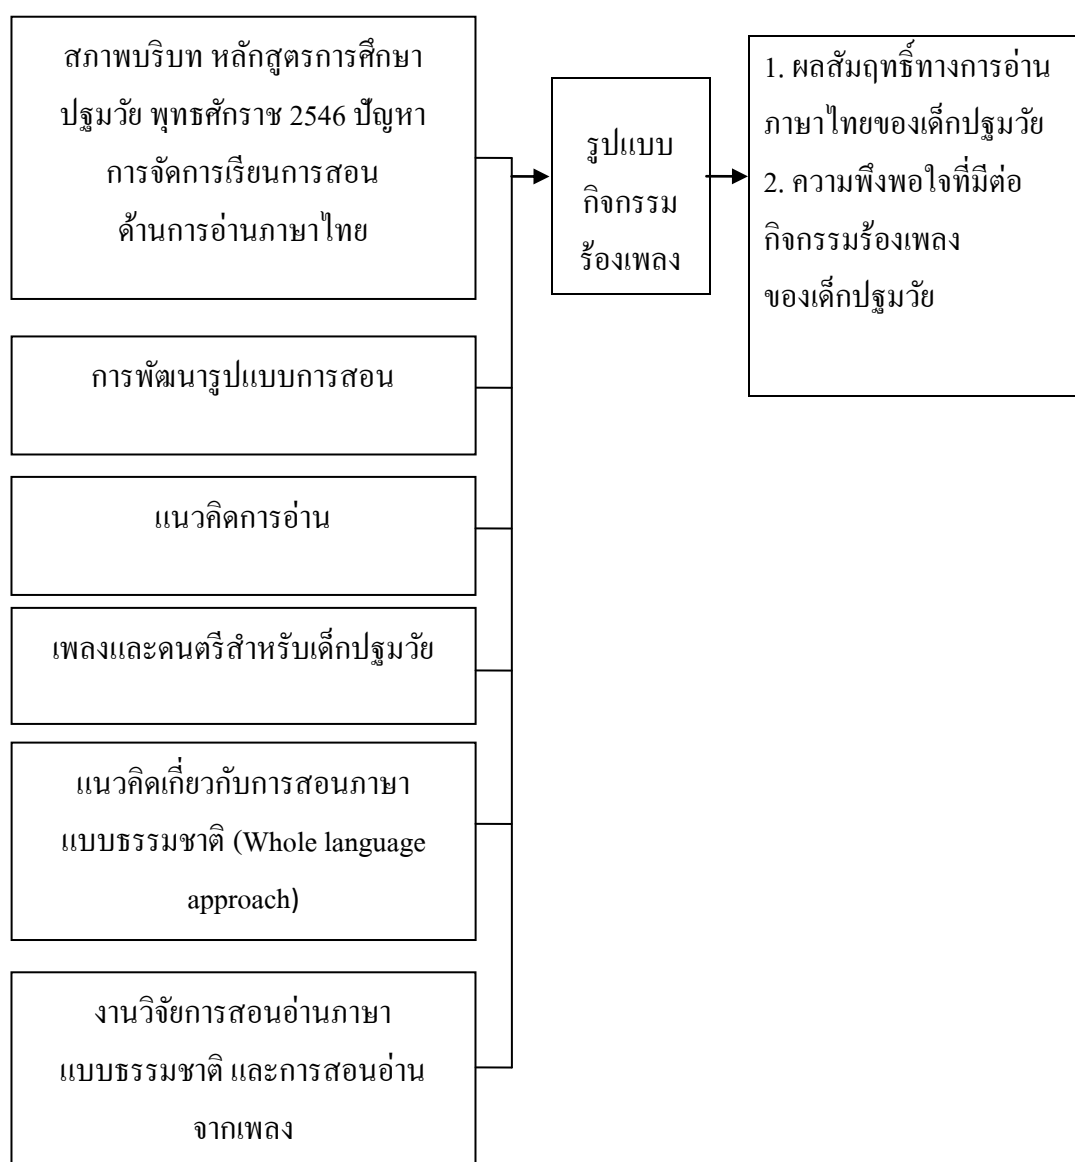 สภาพบริบท หลักสูตรการศึกษา
ปฐมวัย พุทธศักราช 2546 ปัญหา
การจัดการเรียนการสอน
ด้านการอ่านภาษาไทย
การพัฒนารูปแบบการสอน
แนวคิดการอ่าน
เพลงและดนตรีสำหรับเด็กปฐมวัย
แนวคิดเกี่ยวกับการสอนภาษา
แบบธรรมชาติ (Whole language
approach)
งานวิจัยการสอนอ่านภาษา
แบบธรรมชาติ และการสอนอ่าน
จากเพลง
รูปแบบ
กิจกรรม
ร้องเพลง
1. ผลสัมฤทธิ์ทางการอ่าน
ภาษาไทยของเด็กปฐมวัย
2. ความพึงพอใจที่มีต่อ
กิจกรรมร้องเพลง
ของเด็กปฐมวัย